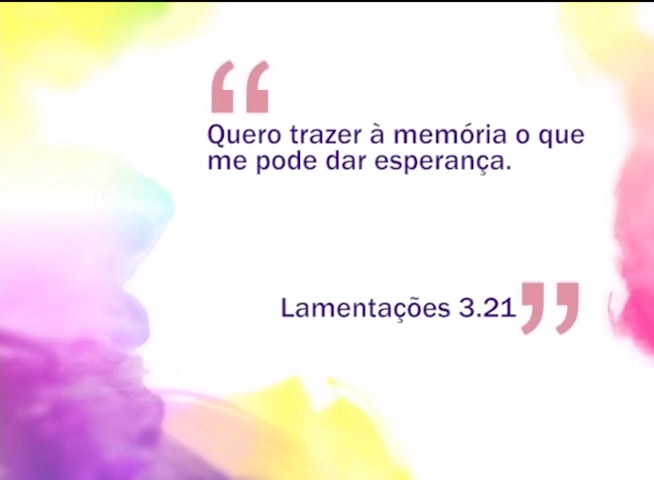 “
Quero trazer à memória o que
me pode dar esperança.
Lamentações 3.21”